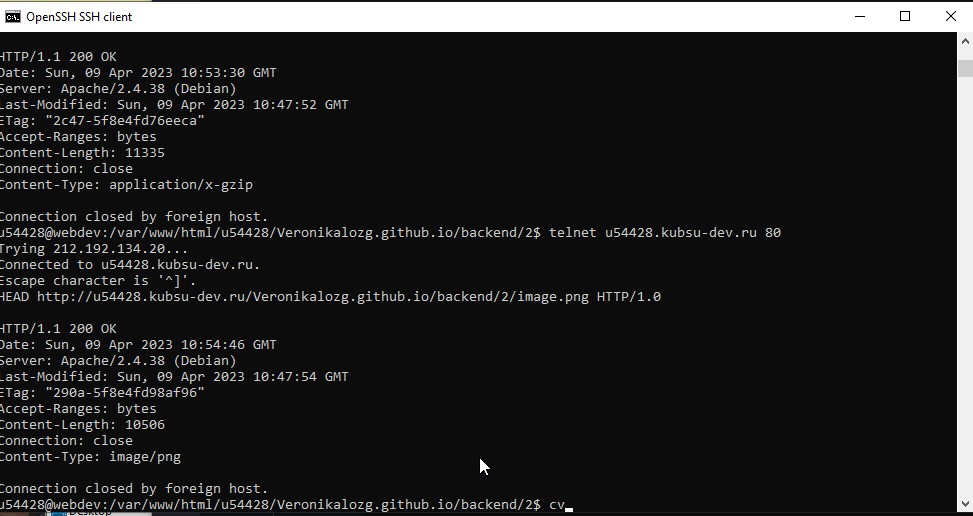 OpenSSH SSH client
HTTP/1.1 200 OK
Date: Sun, 09 Apr 2023 10:53:30 GMT
Server: Apache/2.4.38 (Debian)
Last-Modified: Sun, 09 Apr 2023 10:47:52 GMT
ETag: "2c47-5f8e4fd76eeca"
Accept-Ranges: bytes
Content-Length: 11335
Connection: close
Content-Type: application/x-gzip
Connection closed by foreign host.
u54428@webdev:/var/www/html/u54428/Veronikalozg.github.io/backend/2$ telnet u54428.kubsu-dev.ru 80
Trying 212.192.134.20...
Connected to u54428.kubsu-dev.ru.
Escape character is '^]'.
HEAD http://u54428.kubsu-dev.ru/Veronikalozg.github.io/backend/2/image.png HTTP/1.0
HTTP/1.1 200 OK
Date: Sun, 09 Apr 2023 10:54:46 GMT
Server: Apache/2.4.38 (Debian)
Last-Modified: Sun, 09 Apr 2023 10:47:54 GMT
ETag: "290a-5f8e4fd98af96"
Accept-Ranges: bytes
Content-Length: 10506
Connection: close
Content-Type: image/png
Connection closed by foreign host.
u54428@webdev:/var/www/html/u54428/Veronikalozg.github.io/backend/2$ cv
Desktop